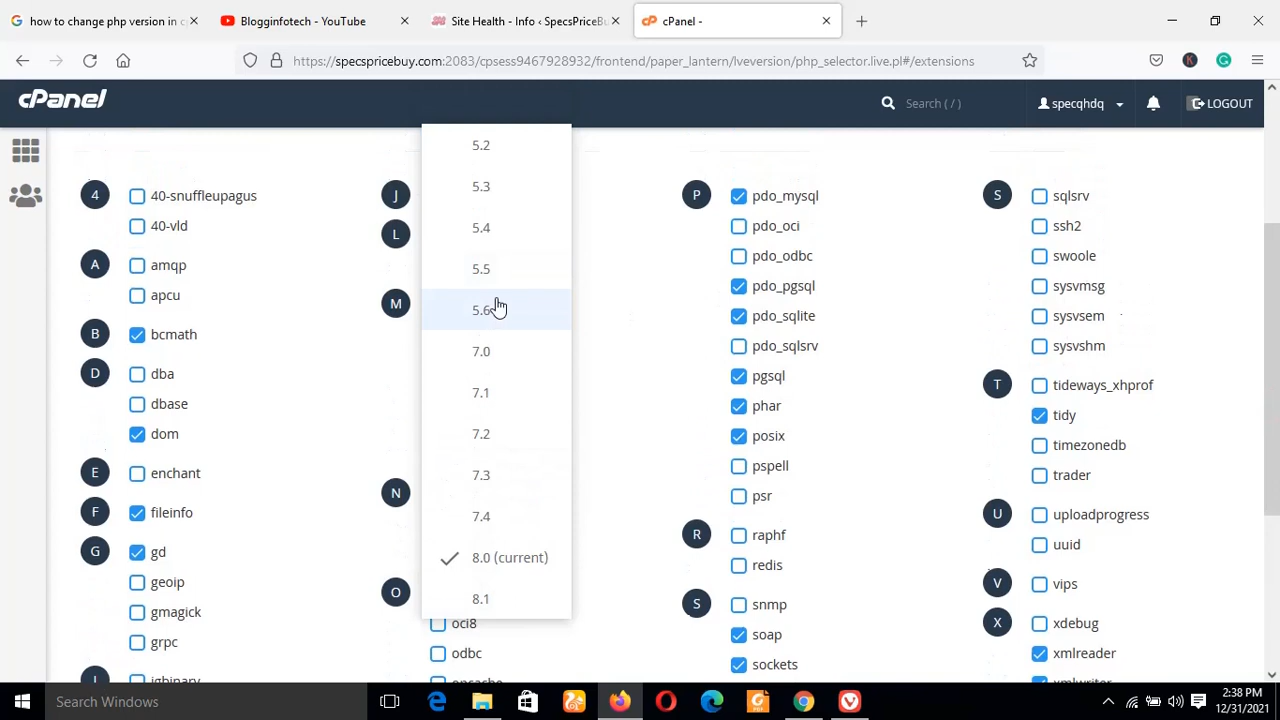 how to change php version in c
Blogginfotech - YouTube
Site Health - Info ‹ SpecsPriceBu
cPanel -
https://specspricebuy.com:2083/cpsess9467928932/frontend/paper_lantern/lveversion/php_selector.live.pl#/extensions
cPanel
Search ( / )
specqhdq
LOGOUT
4
40-snuffleupagus
40-vld
A
amqp
apcu
B
bcmath
D
dba
dbase
dom
E
enchant
F
fileinfo
G
gd
geoip
gmagick
grpc
I
igbinary
J
L
M
N
O
oci8
odbc
opcache
5.2
5.3
5.4
5.5
5.6
7.0
7.1
7.2
7.3
7.4
8.0 (current)
8.1
P
pdo_mysql
pdo_oci
pdo_odbc
pdo_pgsql
pdo_sqlite
pdo_sqlsrv
pgsql
phar
posix
pspell
psr
R
raphf
redis
S
snmp
soap
sockets
S
sqlsrv
ssh2
swoole
sysvmsg
sysvsem
sysvshm
T
tideways_xhprof
tidy
timezonedb
trader
U
uploadprogress
uuid
V
vips
X
xdebug
xmlreader
xmlwriter
Search Windows
2:38 PM
12/31/2021